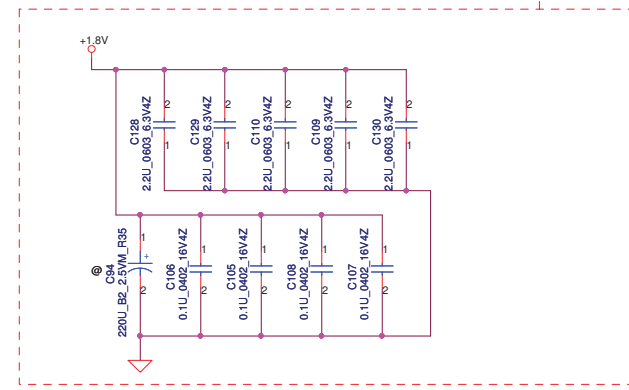 +1.8V
2
2
2
2
2
C128
2.2U_0603_6.3V4Z
C129
2.2U_0603_6.3V4Z
C110
2.2U_0603_6.3V4Z
C109
2.2U_0603_6.3V4Z
C130
2.2U_0603_6.3V4Z
1
1
1
1
1
1
1
1
1
1
@
C94
220U_B2_2.5VM_R35
+
C106
0.1U_0402_16V4Z
C105
0.1U_0402_16V4Z
C108
0.1U_0402_16V4Z
C107
0.1U_0402_16V4Z
2
2
2
2
2